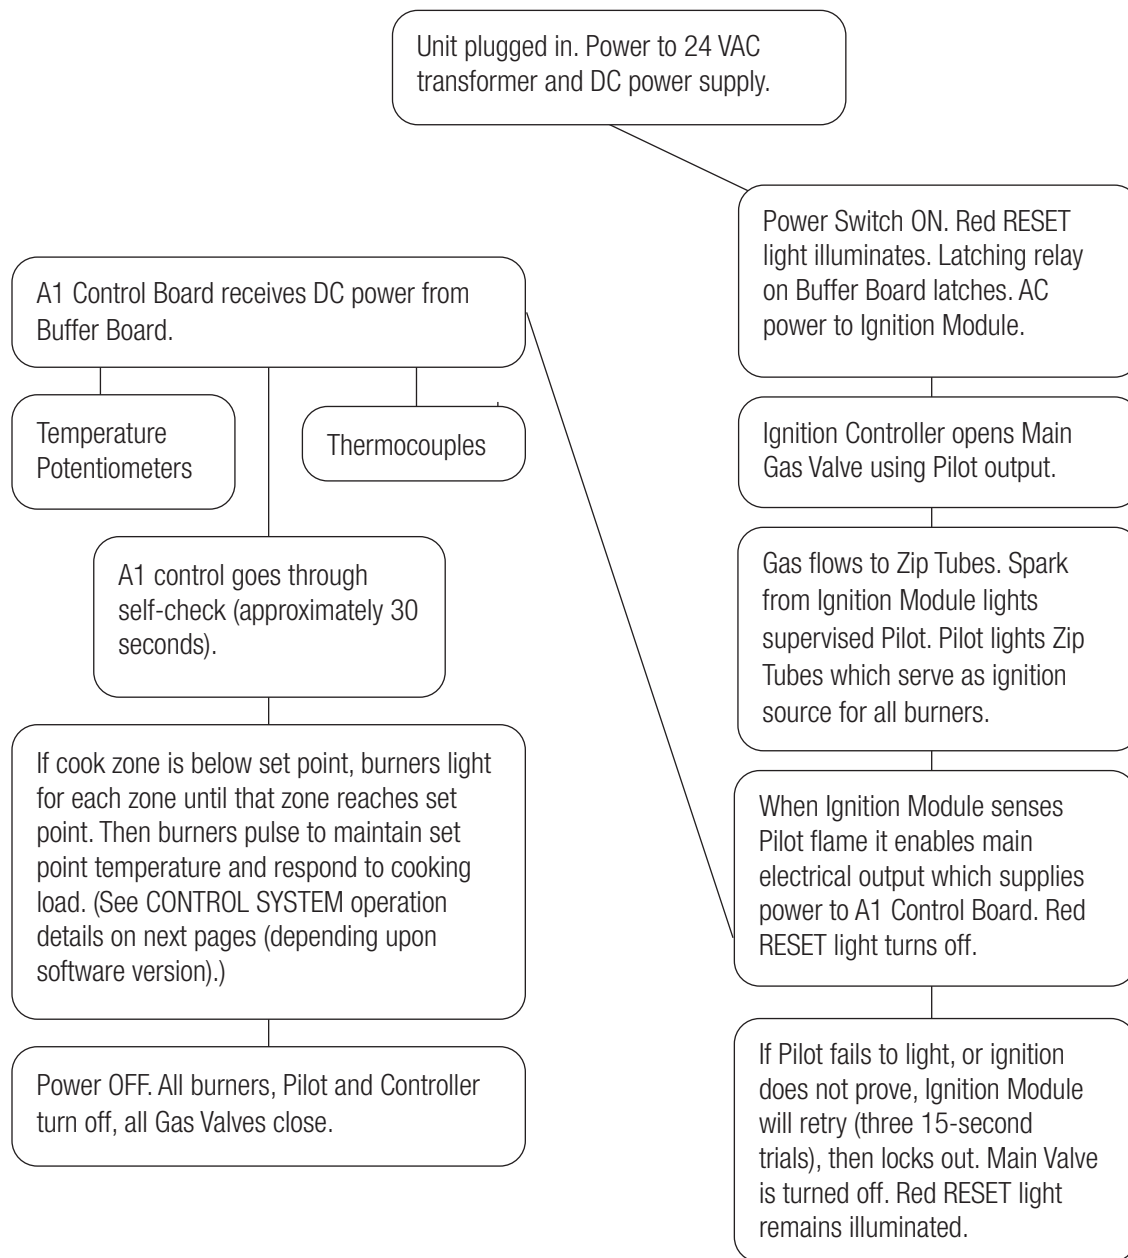 Unit plugged in. Power to 24 VAC
transformer and DC power supply.
Power Switch ON. Red RESET
light illuminates. Latching relay
on Buffer Board latches. AC
power to Ignition Module.
Ignition Controller opens Main
Gas Valve using Pilot output.
Gas flows to Zip Tubes. Spark
from Ignition Module lights
supervised Pilot. Pilot lights Zip
Tubes which serve as ignition
source for all burners.
When Ignition Module senses
Pilot flame it enables main
electrical output which supplies
power to A1 Control Board. Red
RESET light turns off.
If Pilot fails to light, or ignition
does not prove, Ignition Module
will retry (three 15-second
trials), then locks out. Main Valve
is turned off. Red RESET light
remains illuminated.
A1 Control Board receives DC power from
Buffer Board.
Temperature
Potentiometers
Thermocouples
A1 control goes through
self-check (approximately 30
seconds).
If cook zone is below set point, burners light
for each zone until that zone reaches set
point. Then burners pulse to maintain set
point temperature and respond to cooking
load. (See CONTROL SYSTEM operation
details on next pages (depending upon
software version).)
Power OFF. All burners, Pilot and Controller
turn off, all Gas Valves close.